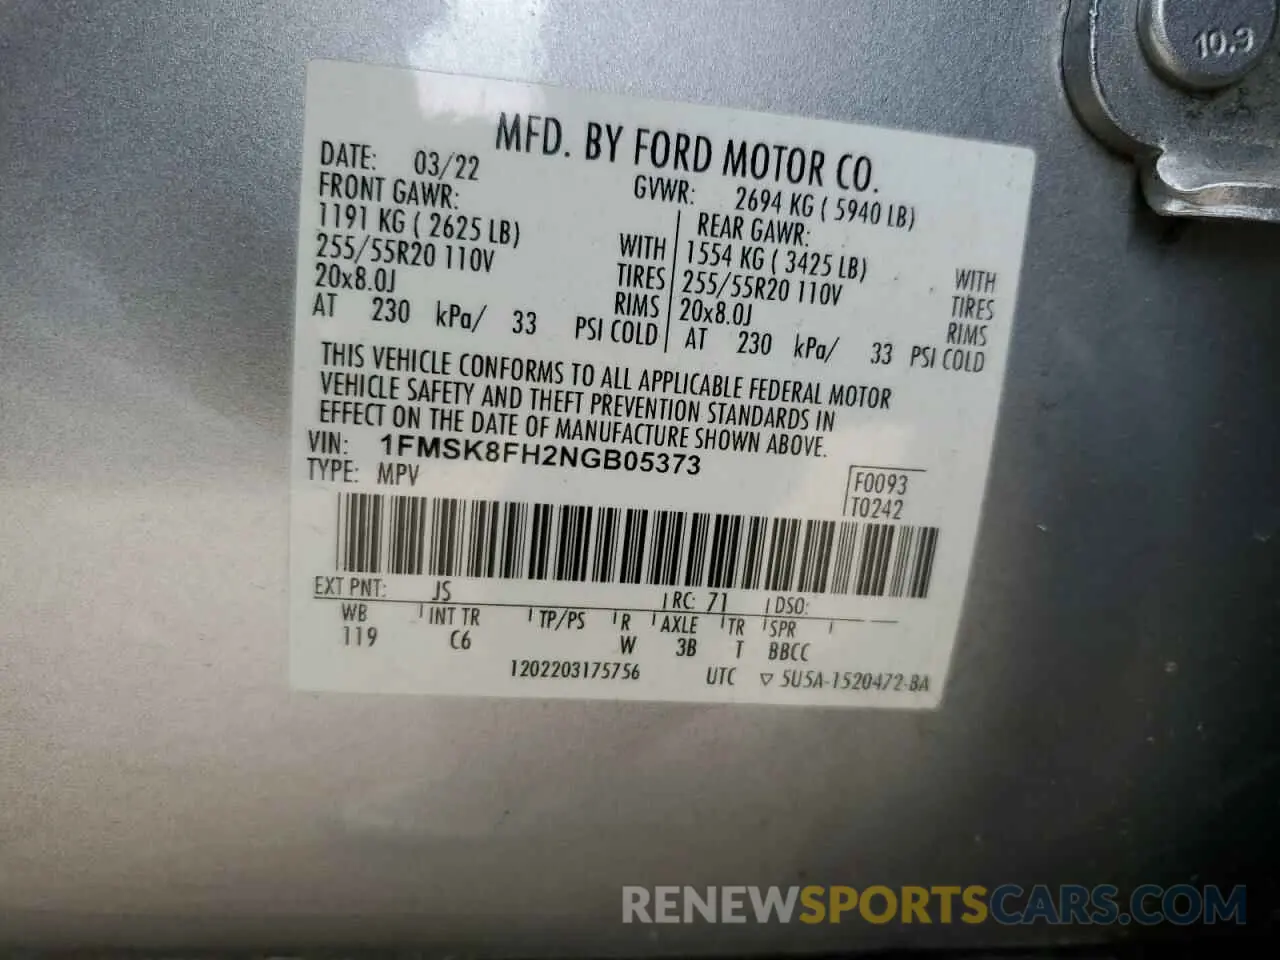 10.9
MFD. BY FORD MOTOR CO.
DATE: 03/22 GVWR: 2694 KG ( 5940 LB)
FRONT GAWR: REAR GAWR:
1191 KG ( 2625 LB) WITH 1554 KG ( 3425 LB) WITH
255/55R20 110V TIRES 255/55R20 110V TIRES
20x8.0J RIMS 20x8.0J RIMS
AT 230 kPa/ 33 PSI COLD AT 230 kPa/ 33 PSI COLD
THIS VEHICLE CONFORMS TO ALL APPLICABLE FEDERAL MOTOR
VEHICLE SAFETY AND THEFT PREVENTION STANDARDS IN
EFFECT ON THE DATE OF MANUFACTURE SHOWN ABOVE.
VIN: 1FMSK8FH2NGB05373
TYPE: MPV F0093
T0242
EXT PNT: JS RC: 71 DSO:
WB INT TR TP/PS R AXLE TR SPR
119 C6 W 3B T BBCC
1202203175756 UTC ▽ 5U5A-1520472-BA
RENEWSPORTSCARS.COM